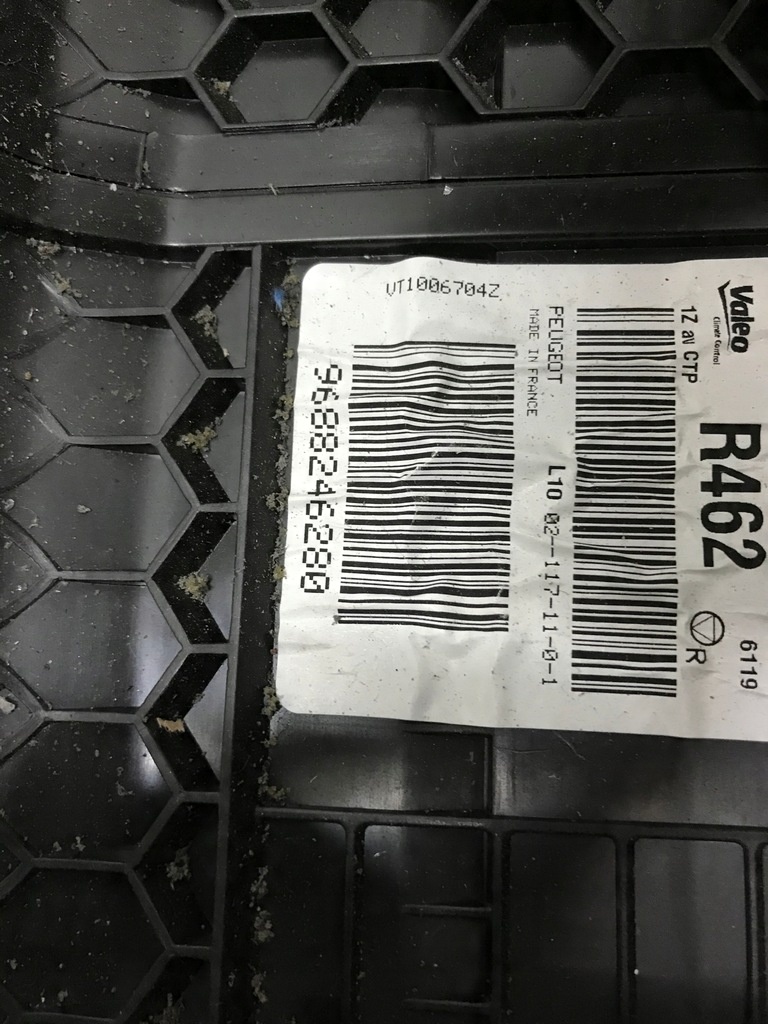 Valeo
Climate Control
R462
6119
1Z aU CTP
R
PEUGEOT
MADE IN FRANCE
L10 02--117-11-0-1
VT1006704Z
9688246280